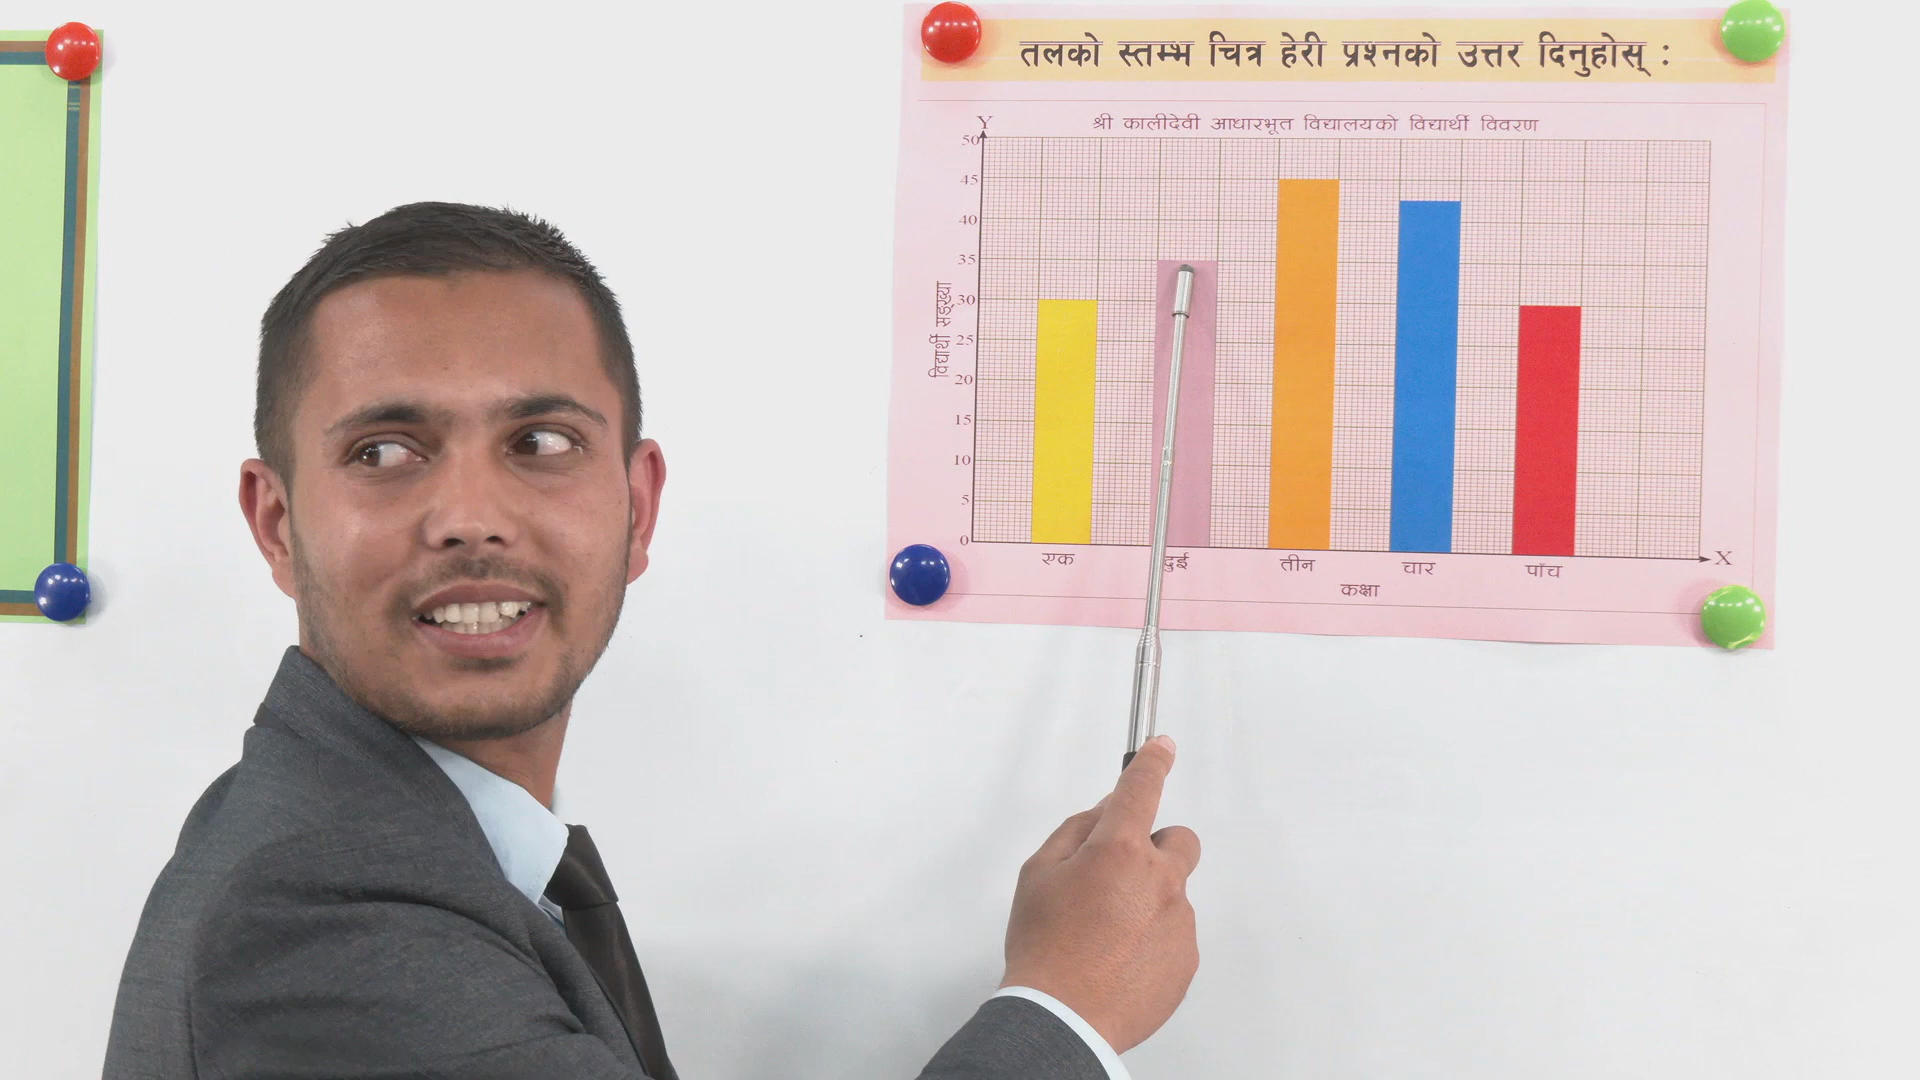 तलको स्तम्भ चित्र हेरी प्रश्नको उत्तर दिनुहोस् :
श्री कालीदेवी आधारभूत विद्यालयको विद्यार्थी विवरण
Y
50
45
40
35
30
25
20
15
10
5
0
विद्यार्थी सङ्ख्या
एक दुई तीन चार पाँच
X
कक्षा